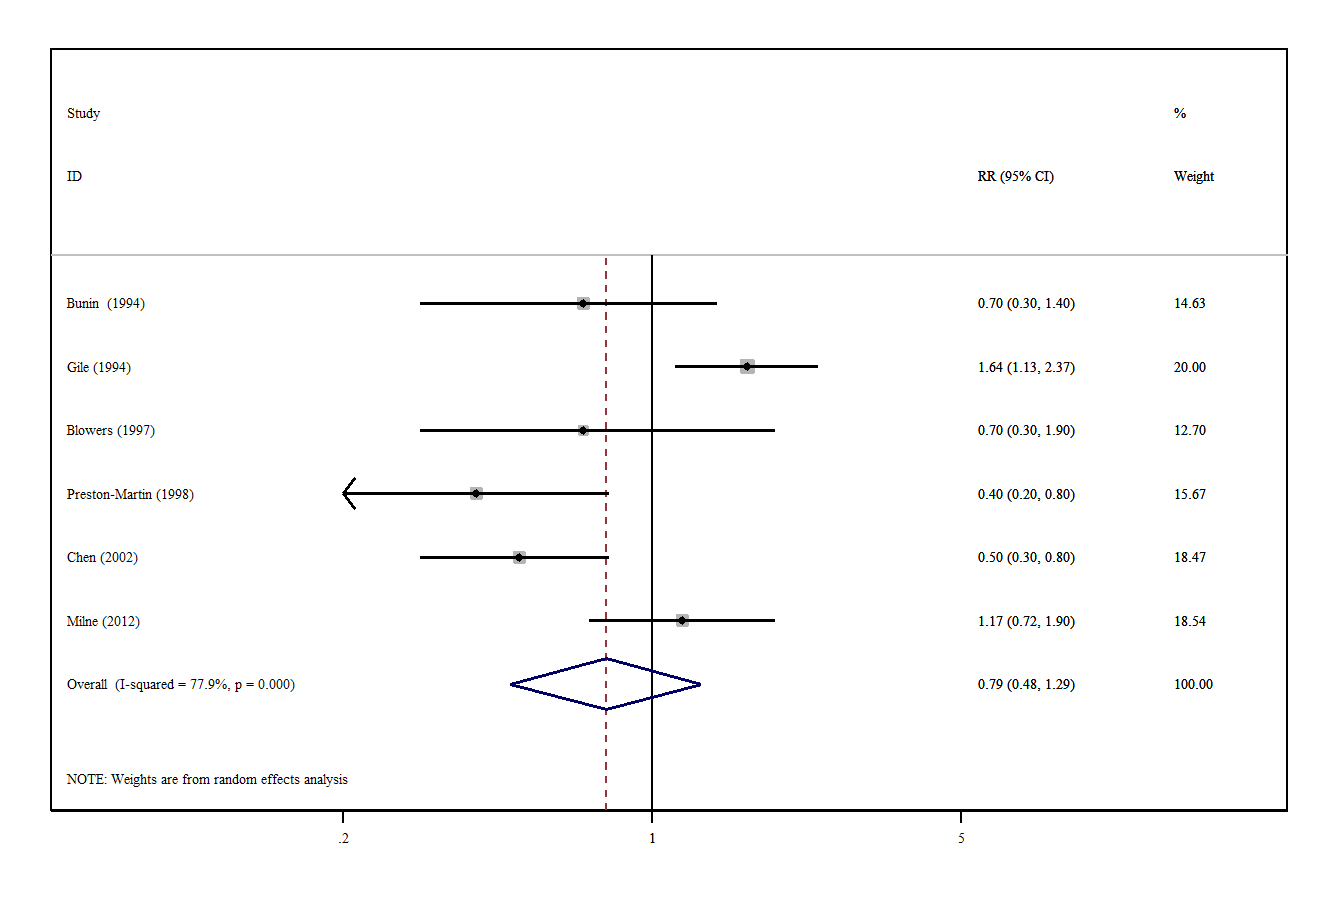 Study %
ID RR (95% CI) Weight
Bunin  (1994) 0.70 (0.30, 1.40) 14.63
Gile (1994) 1.64 (1.13, 2.37) 20.00
Blowers (1997) 0.70 (0.30, 1.90) 12.70
Preston-Martin (1998) 0.40 (0.20, 0.80) 15.67
Chen (2002) 0.50 (0.30, 0.80) 18.47
Milne (2012) 1.17 (0.72, 1.90) 18.54
Overall  (I-squared = 77.9%, p = 0.000) 0.79 (0.48, 1.29) 100.00
NOTE: Weights are from random effects analysis
.2 1 5